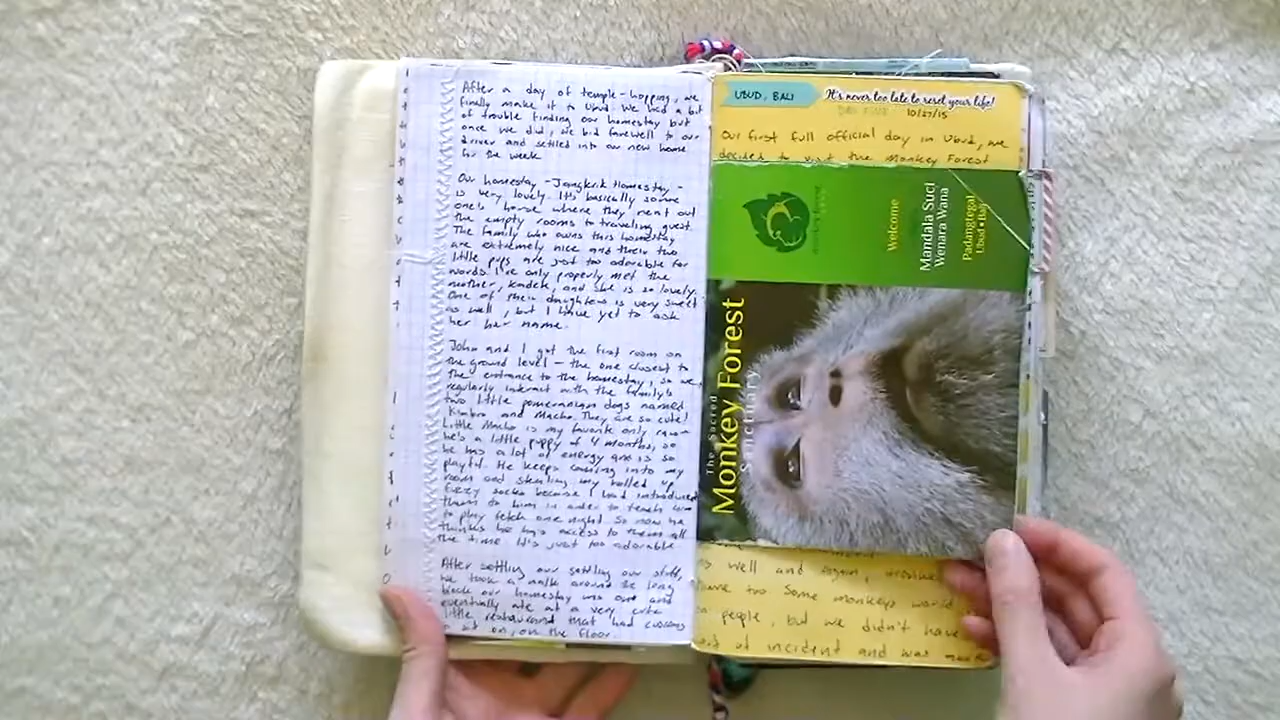 After a day of temple-hopping, we
finally make it to Ubud. We had a bit
of trouble finding our homestay but
once we did, we bid farewell to our
driver and settled into our new home
for the week.
Our homestay - Jangkrik Homestay -
is very lovely. It's basically some
one's house where they rent out
the empty rooms to traveling guest.
The family who owns this homestay
are extremely nice and their two
little pups are just too adorable for
words. I've only properly met the
mother, Kadek, and she is so lovely.
One of their daughters is very sweet
as well, but I have yet to ask
her her name.
John and I got the first room on
the ground level - the one closest to
the entrance to the homestay, so we
regularly interact with the family's
two little pomeranian dogs named
Kimbo and Macho. They are so cute!
Little Macho is my favorite only cause
he's a little puppy of 4 months, so
he has a lot of energy and is so
playful. He keeps coming into my
room and stealing my rolled up
fuzzy socks because I had introduced
them to him in order to teach him
to play fetch one night. So now he
thinks he has access to them all
the time. It's just too adorable.
After settling our settling our stuff,
we took a walk around the long
block our homestay was one and
eventually ate at a very cute
little restaurand that had cushions
on the floor.
UBUD, BALI
It's never too late to reset your life!
10/27/15
Our first full official day in Ubud, we
decided to visit the Monkey Forest
Welcome
Mandala Suci
Wenara Wana
Padangtegal
Ubud • Bali
The Sacred
Monkey Forest
Sanctuary
as well and again,
some monkeys would
people, but we didn't have
of incident and was